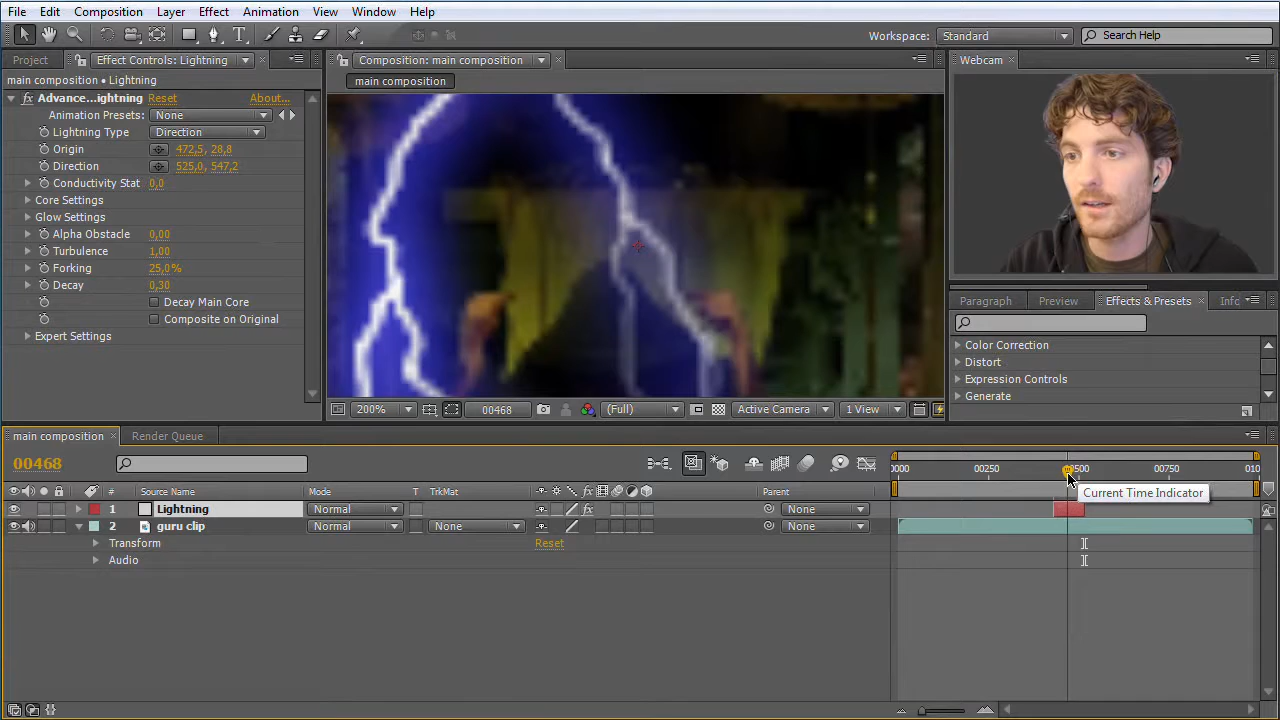 File Edit Composition Layer Effect Animation View Window Help
Workspace: Standard Search Help
Project Effect Controls: Lightning Composition: main composition Webcam
main composition • Lightning main composition
Advance...ightning Reset About...
Animation Presets: None
Lightning Type Direction
Origin 472,5, 28,8
Direction 525,0, 547,2
Conductivity Stat 0,0
Core Settings
Glow Settings
Alpha Obstacle 0,00
Turbulence 1,00
Forking 25,0%
Decay 0,30
Decay Main Core
Composite on Original
Expert Settings
Paragraph Preview Effects & Presets Info
Color Correction
Distort
Expression Controls
Generate
200% 00468 (Full) Active Camera 1 View
main composition Render Queue
00468
0000 00250 0500 00750 010
# Source Name Mode T TrkMat Parent
Current Time Indicator
1 Lightning Normal None
2 guru clip Normal None None
Transform Reset
Audio